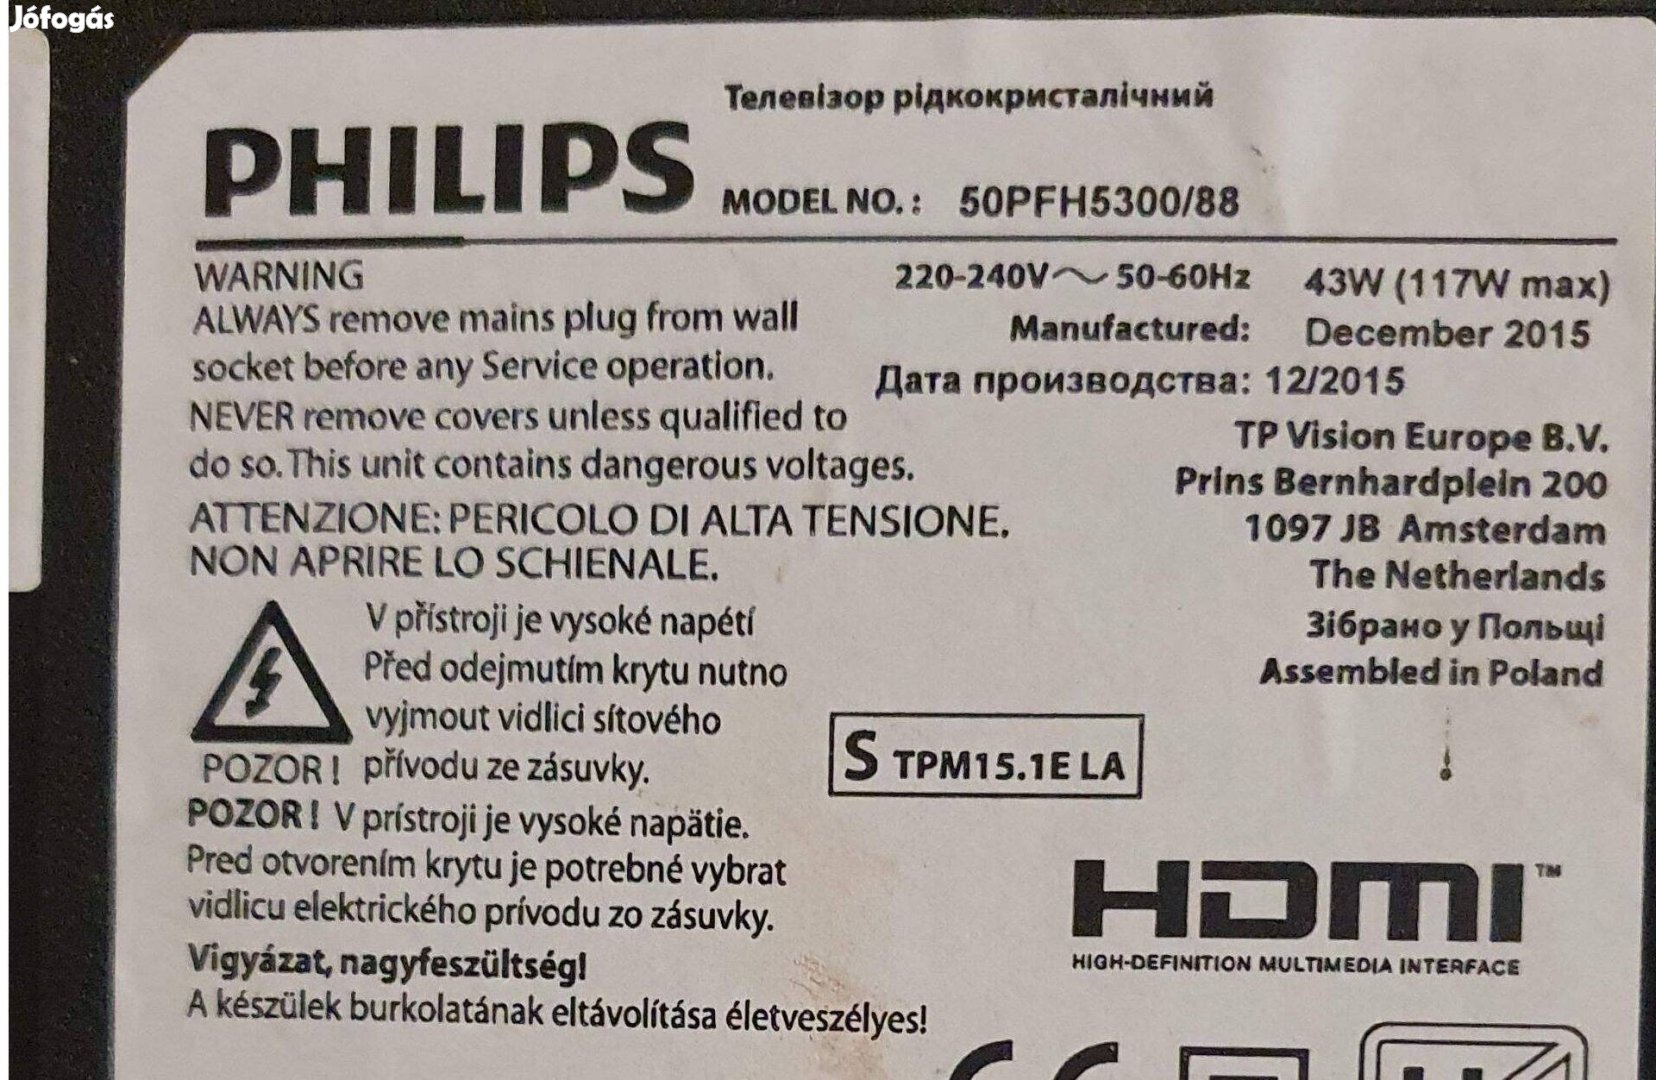 Jófogás
Телевізор рідкокристалічний
PHILIPS MODEL NO.: 50PFH5300/88
WARNING
220-240V 50-60Hz 43W (117W max)
ALWAYS remove mains plug from wall
socket before any Service operation.
NEVER remove covers unless qualified to
do so. This unit contains dangerous voltages.
ATTENZIONE: PERICOLO DI ALTA TENSIONE.
NON APRIRE LO SCHIENALE.
Manufactured: December 2015
Дата производства: 12/2015
TP Vision Europe B.V.
Prins Bernhardplein 200
1097 JB Amsterdam
The Netherlands
Зібрано у Польщі
Assembled in Poland
V přístroji je vysoké napétí
Před odejmutím krytu nutno
vyjmout vidlici sítového
POZOR! přívodu ze zásuvky.
S TPM15.1E LA
POZOR! V prístroji je vysoké napätie.
Pred otvorením krytu je potrebné vybrat
vidlicu elektrického prívodu zo zásuvky.
Vigyázat, nagyfeszültség!
A készülek burkolatának eltávolítása életveszélyes!
HDMI™
HIGH-DEFINITION MULTIMEDIA INTERFACE
CE